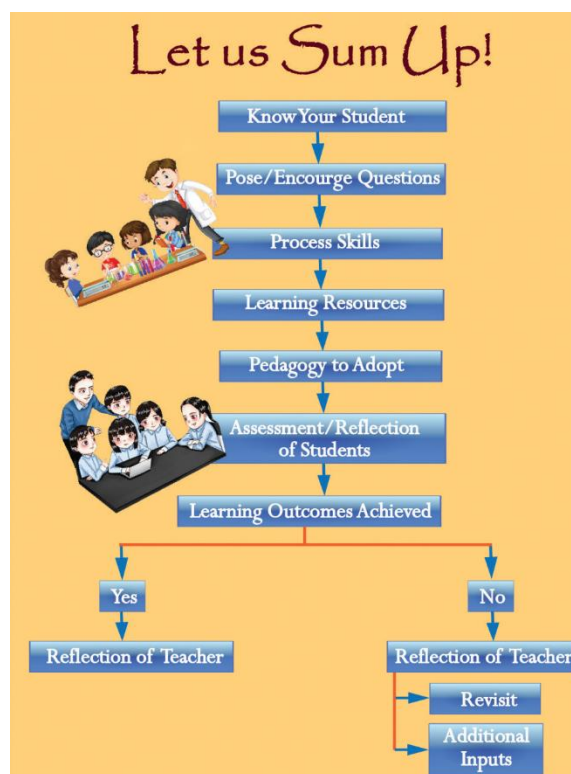 Let us Sum Up!
Know Your Student
Pose/Encourge Questions
Process Skills
Learning Resources
Pedagogy to Adopt
Assessment/Reflection
of Students
Learning Outcomes Achieved
Yes
No
Reflection of Teacher
Reflection of Teacher
Revisit
Additional
Inputs